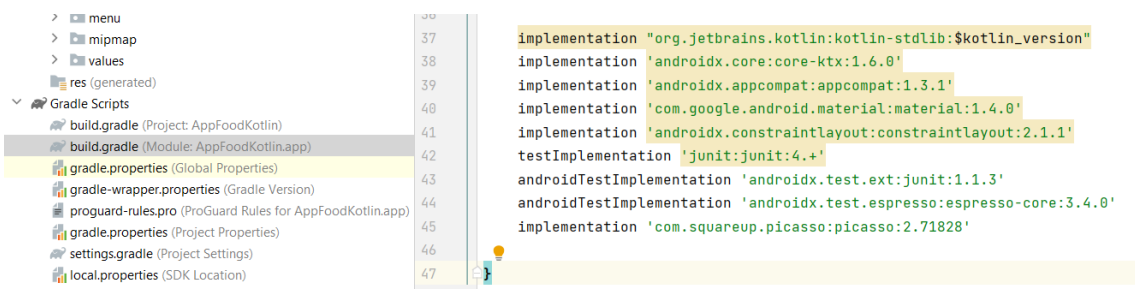 menu
mipmap
values
res (generated)
Gradle Scripts
build.gradle (Project: AppFoodKotlin)
build.gradle (Module: AppFoodKotlin.app)
gradle.properties (Global Properties)
gradle-wrapper.properties (Gradle Version)
proguard-rules.pro (ProGuard Rules for AppFoodKotlin.app)
gradle.properties (Project Properties)
settings.gradle (Project Settings)
local.properties (SDK Location)
36
37 implementation "org.jetbrains.kotlin:kotlin-stdlib:$kotlin_version"
38 implementation 'androidx.core:core-ktx:1.6.0'
39 implementation 'androidx.appcompat:appcompat:1.3.1'
40 implementation 'com.google.android.material:material:1.4.0'
41 implementation 'androidx.constraintlayout:constraintlayout:2.1.1'
42 testImplementation 'junit:junit:4.+'
43 androidTestImplementation 'androidx.test.ext:junit:1.1.3'
44 androidTestImplementation 'androidx.test.espresso:espresso-core:3.4.0'
45 implementation 'com.squareup.picasso:picasso:2.71828'
46
47 }